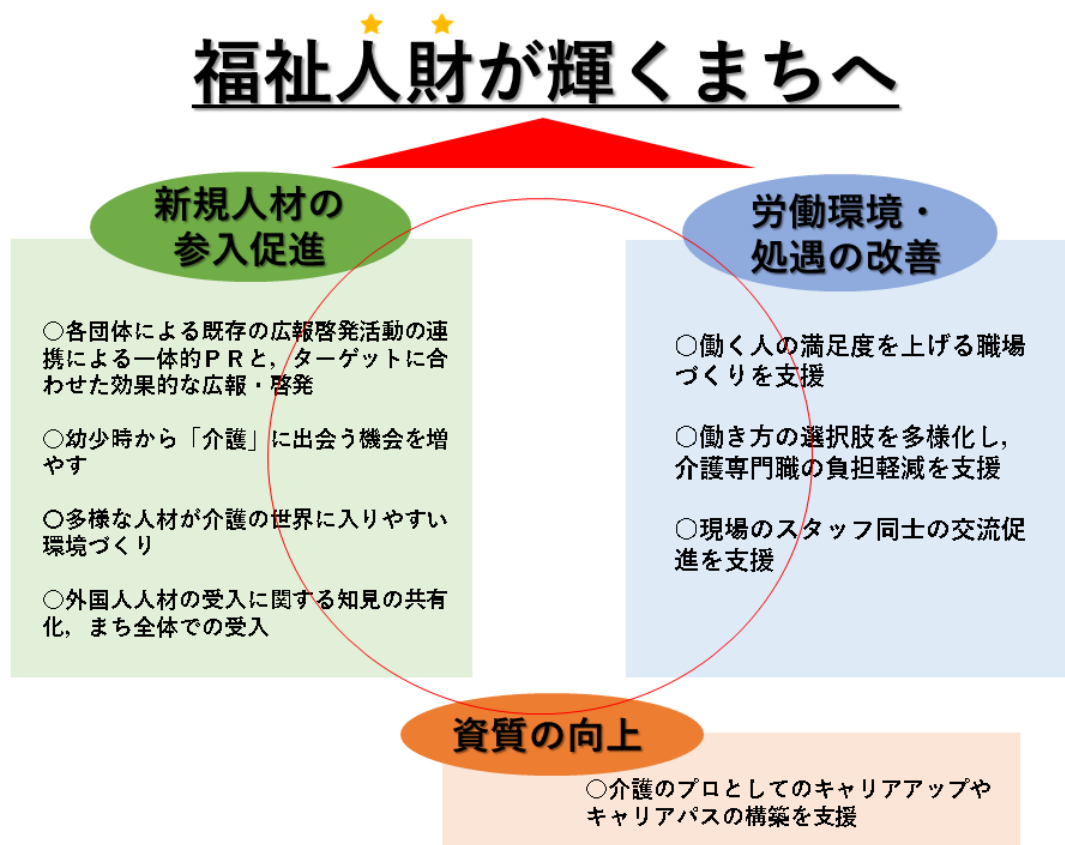 福祉人財が輝くまちへ
新規人材の
参入促進
○各団体による既存の広報啓発活動の連
携による一体的ＰＲと，ターゲットに合
わせた効果的な広報・啓発
○幼少時から「介護」に出会う機会を増
やす
○多様な人材が介護の世界に入りやすい
環境づくり
○外国人人材の受入に関する知見の共有
化，まち全体での受入
労働環境・
処遇の改善
○働く人の満足度を上げる職場
づくりを支援
○働き方の選択肢を多様化し，
介護専門職の負担軽減を支援
○現場のスタッフ同士の交流促
進を支援
資質の向上
○介護のプロとしてのキャリアアップや
キャリアパスの構築を支援